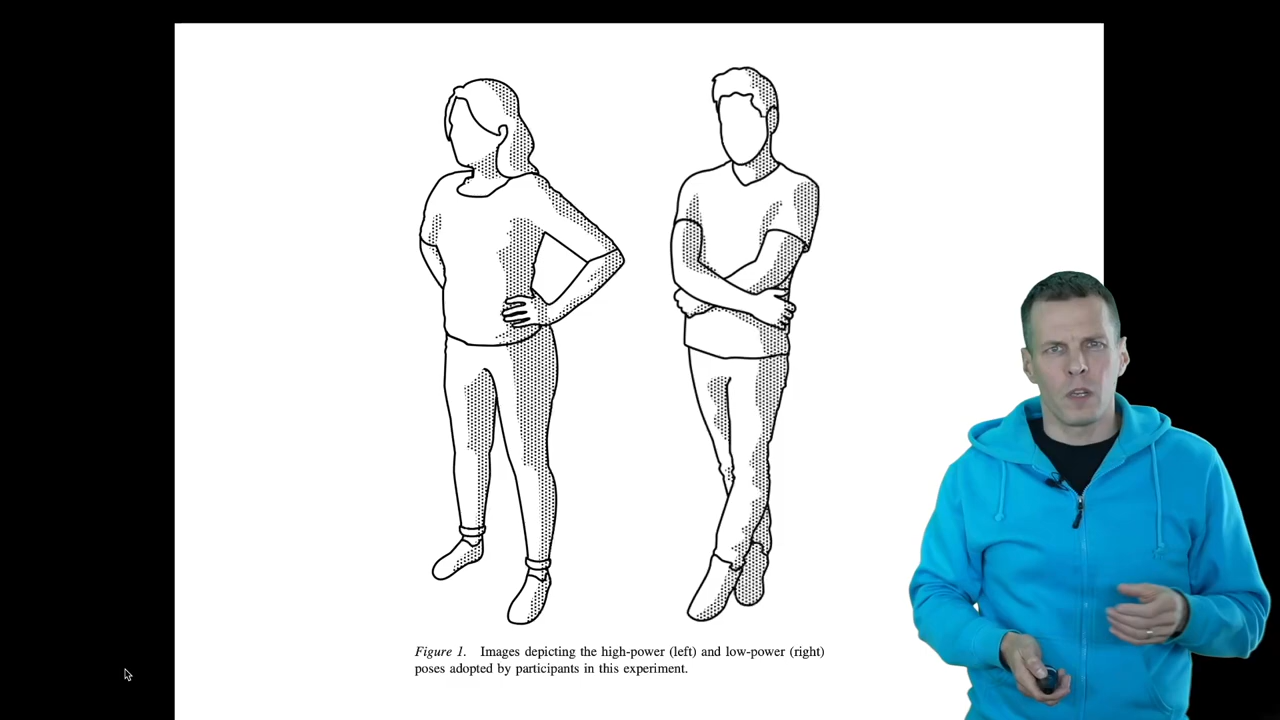 Figure 1. Images depicting the high-power (left) and low-power (right)
poses adopted by participants in this experiment.